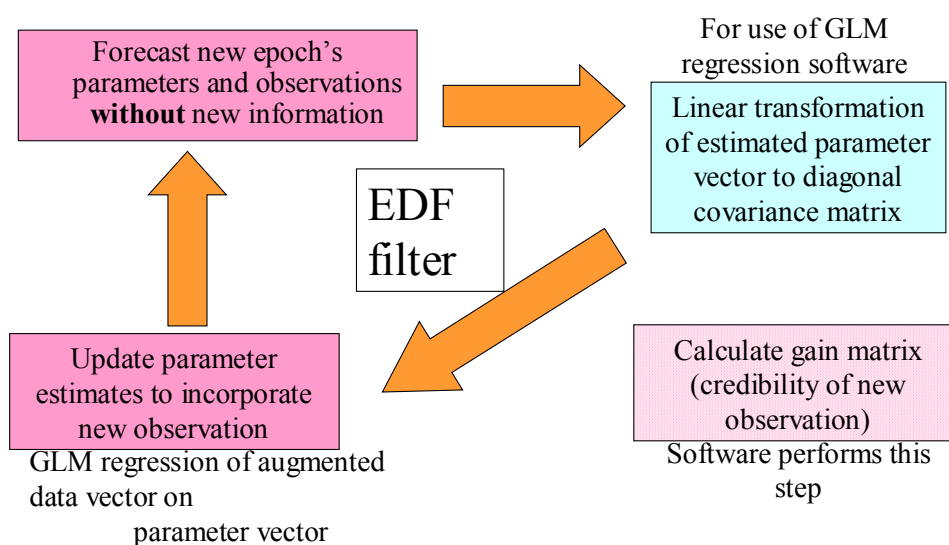 Forecast new epoch’s
parameters and observations
without new information
For use of GLM
regression software
Linear transformation
of estimated parameter
vector to diagonal
covariance matrix
EDF
filter
Update parameter
estimates to incorporate
new observation
GLM regression of augmented
data vector on
parameter vector
Calculate gain matrix
(credibility of new
observation)
Software performs this
step